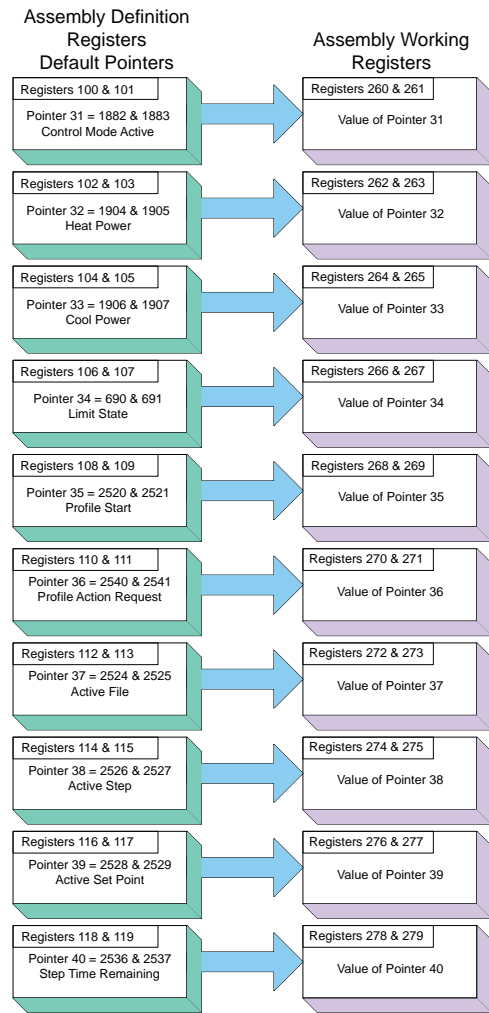 Assembly Definition
Registers
Default Pointers
Assembly Working
Registers
Registers 100 & 101
Pointer 31 = 1882 & 1883
Control Mode Active
Registers 260 & 261
Value of Pointer 31
Registers 102 & 103
Pointer 32 = 1904 & 1905
Heat Power
Registers 262 & 263
Value of Pointer 32
Registers 104 & 105
Pointer 33 = 1906 & 1907
Cool Power
Registers 264 & 265
Value of Pointer 33
Registers 106 & 107
Pointer 34 = 690 & 691
Limit State
Registers 266 & 267
Value of Pointer 34
Registers 108 & 109
Pointer 35 = 2520 & 2521
Profile Start
Registers 268 & 269
Value of Pointer 35
Registers 110 & 111
Pointer 36 = 2540 & 2541
Profile Action Request
Registers 270 & 271
Value of Pointer 36
Registers 112 & 113
Pointer 37 = 2524 & 2525
Active File
Registers 272 & 273
Value of Pointer 37
Registers 114 & 115
Pointer 38 = 2526 & 2527
Active Step
Registers 274 & 275
Value of Pointer 38
Registers 116 & 117
Pointer 39 = 2528 & 2529
Active Set Point
Registers 276 & 277
Value of Pointer 39
Registers 118 & 119
Pointer 40 = 2536 & 2537
Step Time Remaining
Registers 278 & 279
Value of Pointer 40